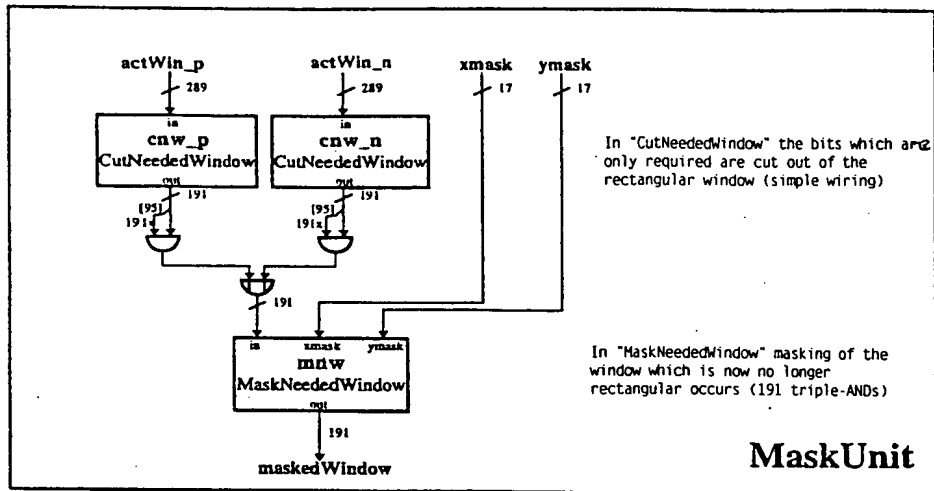 actWin_p actWin_n xmask ymask
289 289 17 17
in in
cnw_p cnw_n
CutNeededWindow CutNeededWindow
out out
191 191
[95] [95]
191x 191x
In "CutNeededWindow" the bits which are
only required are cut out of the
rectangular window (simple wiring)
191
in xmask ymask
mnw
MaskNeededWindow
out
In "MaskNeededWindow" masking of the
window which is now no longer
rectangular occurs (191 triple-ANDs)
191
maskedWindow
MaskUnit